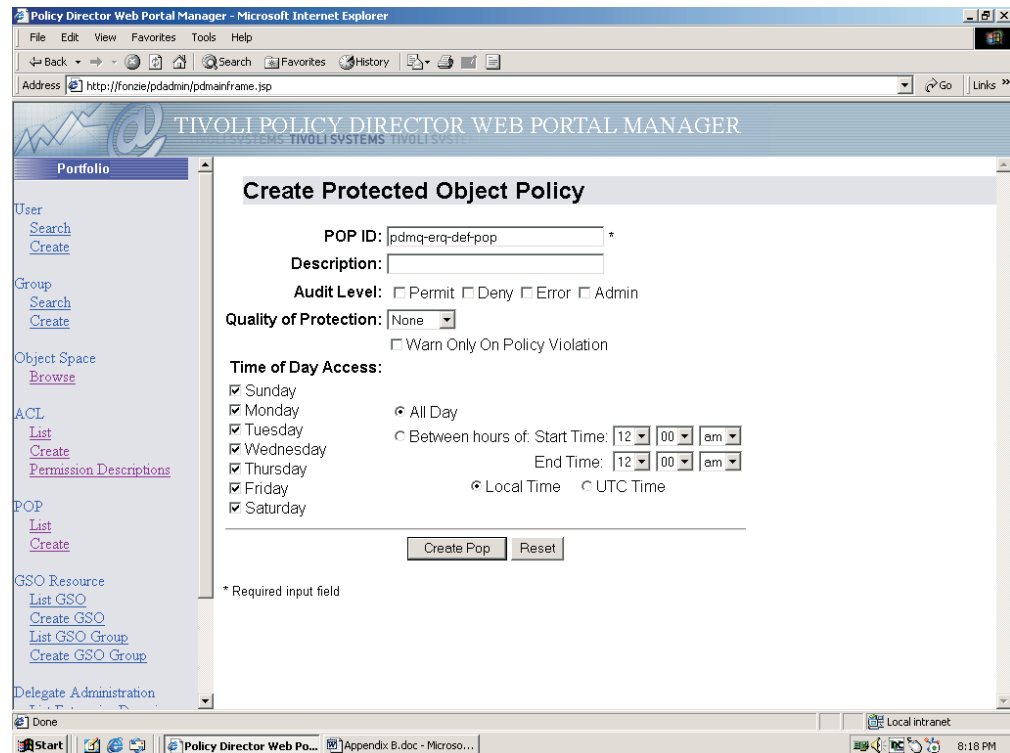 Policy Director Web Portal Manager - Microsoft Internet Explorer
File Edit View Favorites Tools Help
Back Search Favorites History
Address http://fonzie/pdadmin/pdmainframe.jsp Go Links »
TIVOLI POLICY DIRECTOR WEB PORTAL MANAGER
TIVOLI SYSTEMS TIVOLI SYSTEMS TIVOLI SYSTEMS
Portfolio
User
Search
Create
Group
Search
Create
Object Space
Browse
ACL
List
Create
Permission Descriptions
POP
List
Create
GSO Resource
List GSO
Create GSO
List GSO Group
Create GSO Group
Delegate Administration
Create Protected Object Policy
POP ID: pdmq-erq-def-pop *
Description:
Audit Level: Permit Deny Error Admin
Quality of Protection: None
Warn Only On Policy Violation
Time of Day Access:
Sunday
Monday All Day
Tuesday Between hours of: Start Time: 12 00 am
Wednesday
Thursday End Time: 12 00 am
Friday Local Time UTC Time
Saturday
Create Pop Reset
* Required input field
Done Local intranet
Start Policy Director Web Po... Appendix B.doc - Microso... 8:18 PM